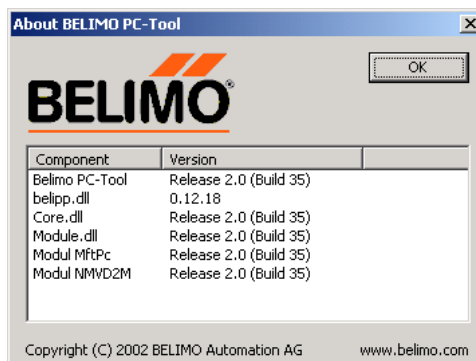 About BELIMO PC-Tool
OK
BELIMO®
Component Version
Belimo PC-Tool Release 2.0 (Build 35)
belipp.dll 0.12.18
Core.dll Release 2.0 (Build 35)
Module.dll Release 2.0 (Build 35)
Modul MftPc Release 2.0 (Build 35)
Modul NMVD2M Release 2.0 (Build 35)
Copyright (C) 2002 BELIMO Automation AG www.belimo.com